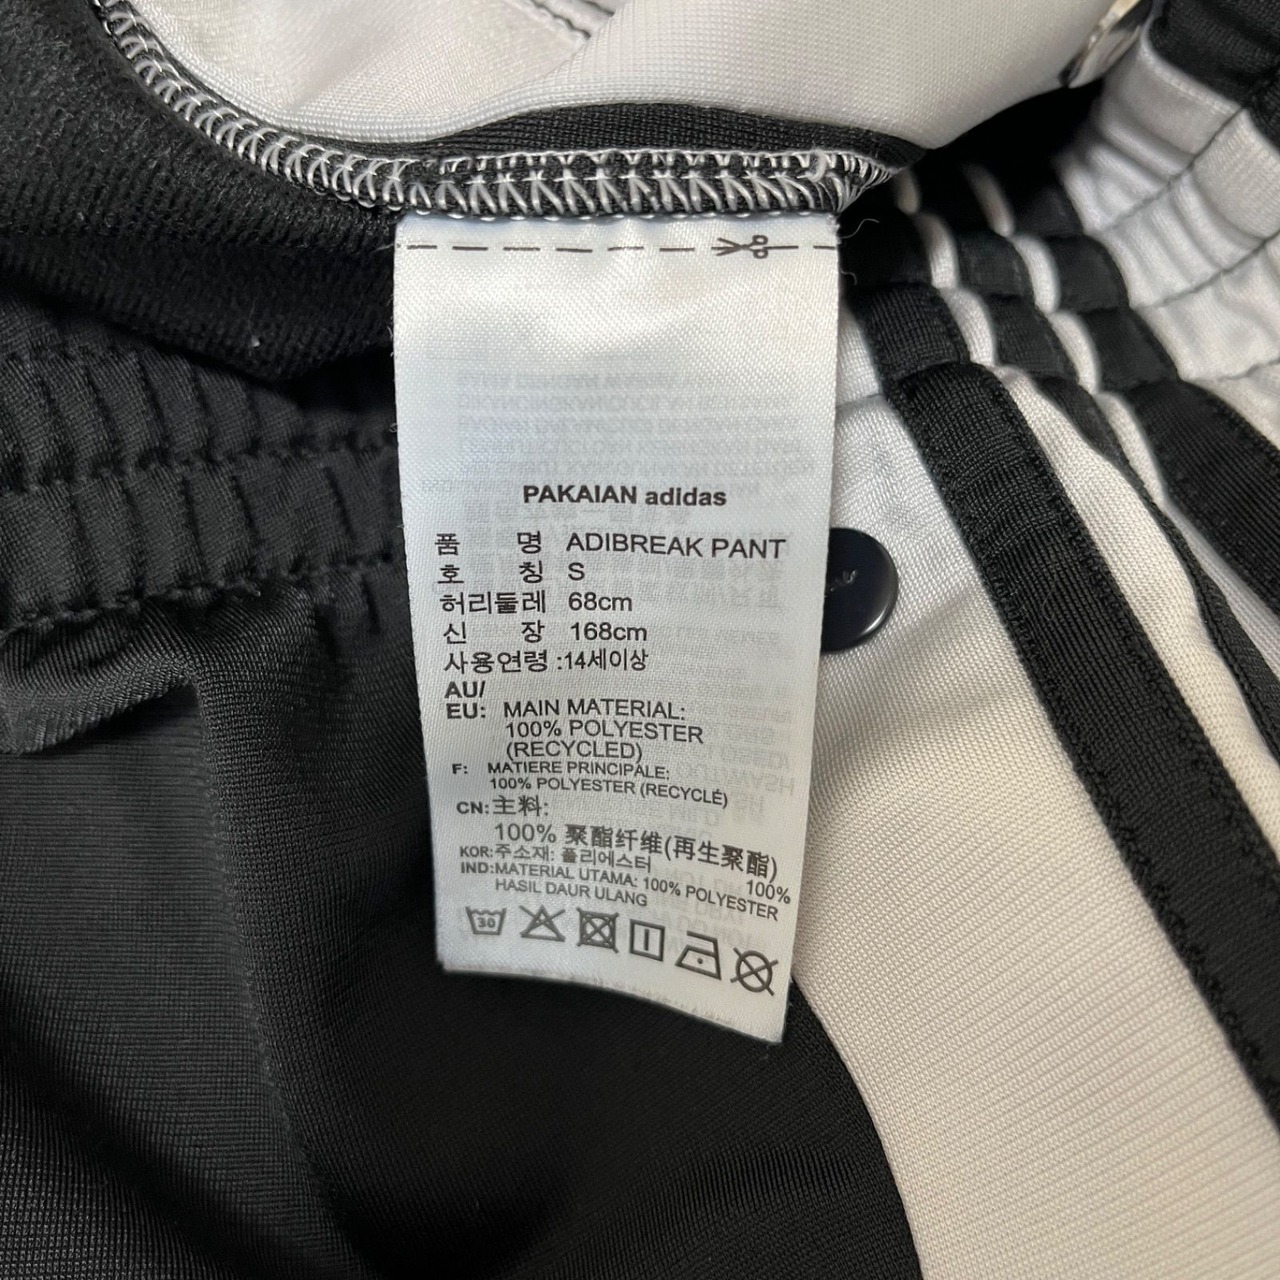 PAKAIAN adidas
품 명 ADIBREAK PANT
호 칭 S
허리둘레 68cm
신 장 168cm
사용연령 :14세이상
AU/
EU: MAIN MATERIAL:
100% POLYESTER
(RECYCLED)
F: MATIERE PRINCIPALE:
100% POLYESTER (RECYCLÉ)
CN:主料:
100% 聚酯纤维(再生聚酯)
KOR:주소재: 폴리에스터 100%
IND:MATERIAL UTAMA: 100% POLYESTER
HASIL DAUR ULANG
30